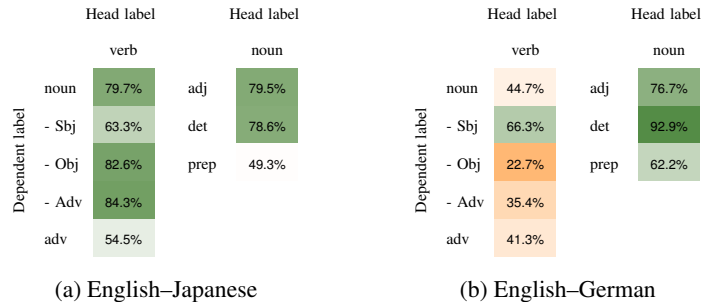 Head label Head label Head label Head label
verb noun verb noun
noun 79.7% adj 79.5% noun 44.7% adj 76.7%
- Sbj 63.3% det 78.6% - Sbj 66.3% det 92.9%
- Obj 82.6% prep 49.3% - Obj 22.7% prep 62.2%
- Adv 84.3% - Adv 35.4%
adv 54.5% adv 41.3%
Dependent label Dependent label
(a) English–Japanese (b) English–German